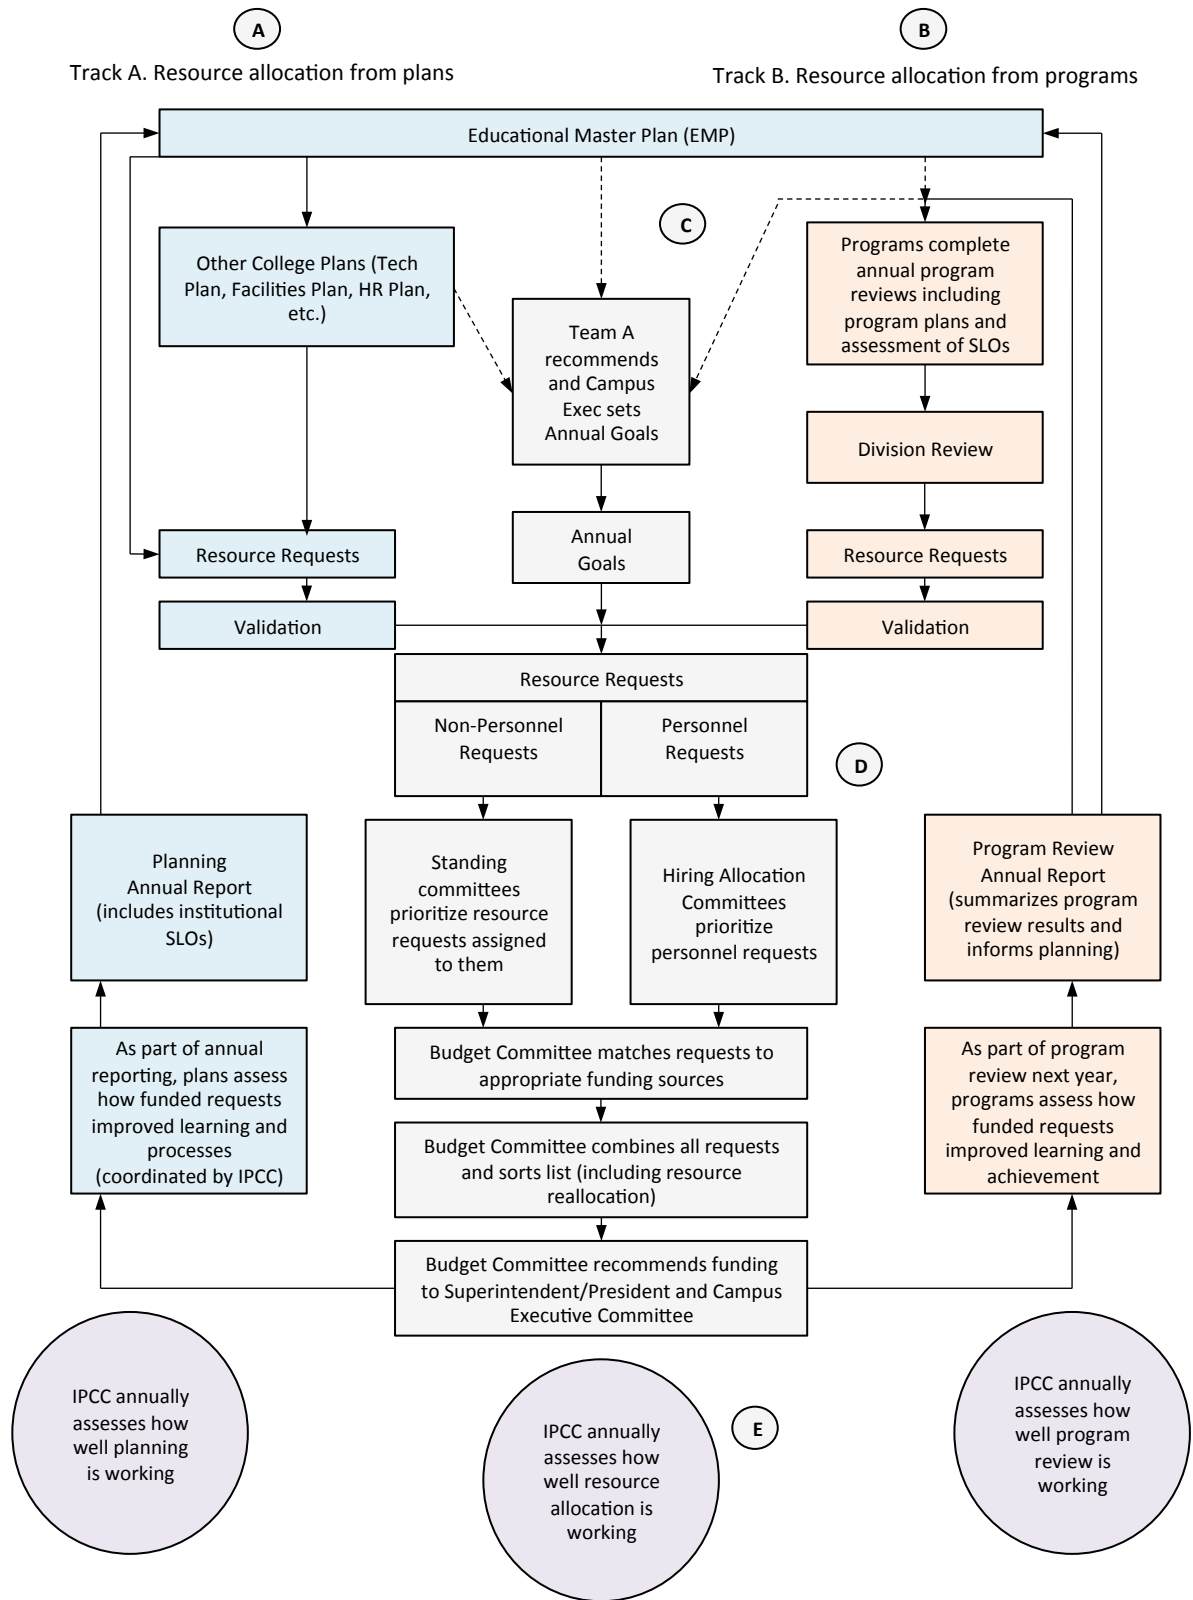 A
B
Track A. Resource allocation from plans
Track B. Resource allocation from programs
Educational Master Plan (EMP)
C
Other College Plans (Tech
Plan, Facilities Plan, HR Plan,
etc.)
Team A
recommends
and Campus
Exec sets
Annual Goals
Programs complete
annual program
reviews including
program plans and
assessment of SLOs
Division Review
Resource Requests
Annual
Goals
Resource Requests
Validation
Validation
Resource Requests
Non-Personnel
Requests
Personnel
Requests
D
Planning
Annual Report
(includes institutional
SLOs)
Standing
committees
prioritize resource
requests assigned
to them
Hiring Allocation
Committees
prioritize
personnel requests
Program Review
Annual Report
(summarizes program
review results and
informs planning)
As part of annual
reporting, plans assess
how funded requests
improved learning and
processes
(coordinated by IPCC)
Budget Committee matches requests to
appropriate funding sources
Budget Committee combines all requests
and sorts list (including resource
reallocation)
As part of program
review next year,
programs assess how
funded requests
improved learning and
achievement
Budget Committee recommends funding
to Superintendent/President and Campus
Executive Committee
IPCC annually
assesses how
well planning
is working
IPCC annually
assesses how
well resource
allocation is
working
E
IPCC annually
assesses how
well program
review is
working